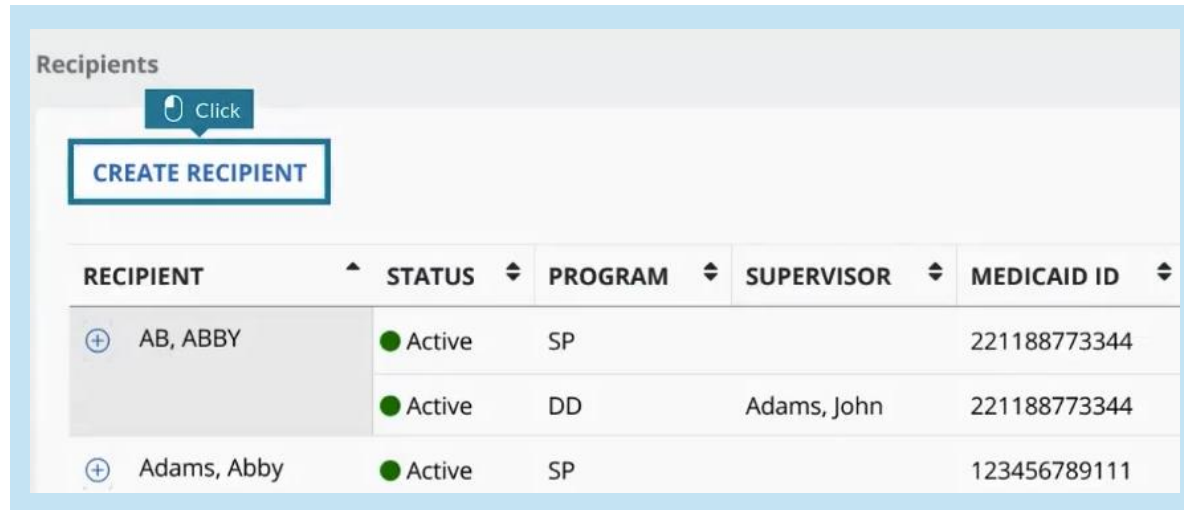 Recipients
Click
CREATE RECIPIENT
RECIPIENT STATUS PROGRAM SUPERVISOR MEDICAID ID
AB, ABBY Active SP 221188773344
Active DD Adams, John 221188773344
Adams, Abby Active SP 123456789111